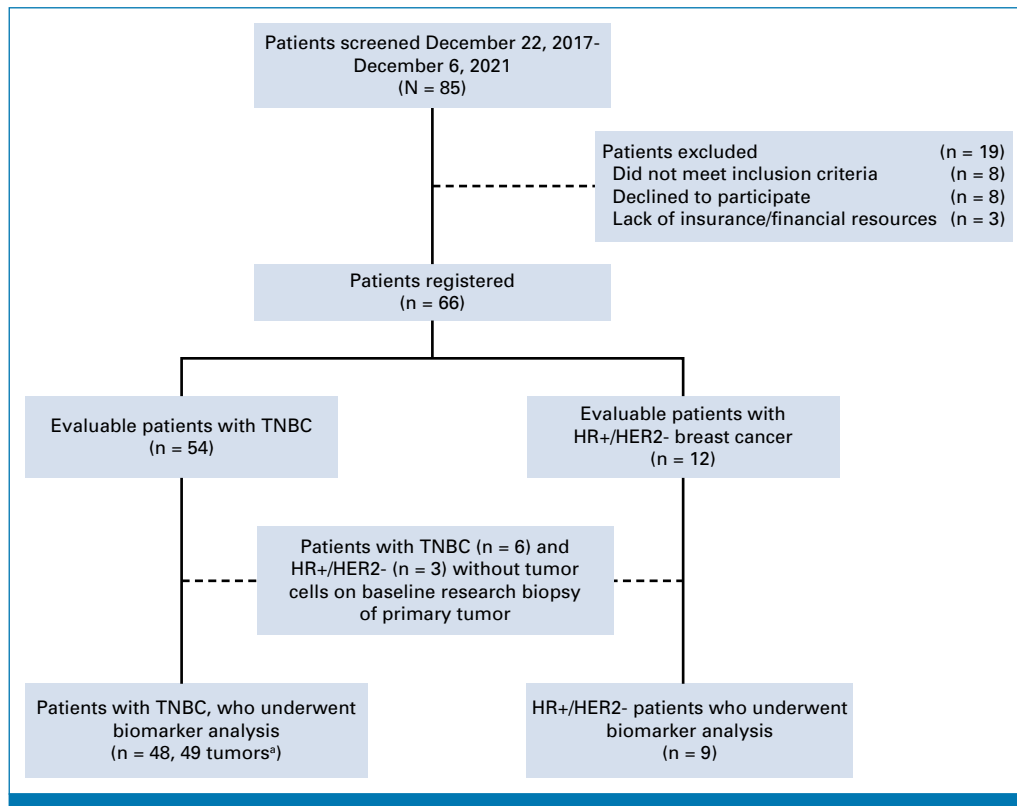 Patients screened December 22, 2017-
December 6, 2021
(N = 85)
Patients excluded (n = 19)
Did not meet inclusion criteria (n = 8)
Declined to participate (n = 8)
Lack of insurance/financial resources (n = 3)
Patients registered
(n = 66)
Evaluable patients with TNBC
(n = 54)
Evaluable patients with
HR+/HER2- breast cancer
(n = 12)
Patients with TNBC (n = 6) and
HR+/HER2- (n = 3) without tumor
cells on baseline research biopsy
of primary tumor
Patients with TNBC, who underwent
biomarker analysis
(n = 48, 49 tumorsª)
HR+/HER2- patients who underwent
biomarker analysis
(n = 9)